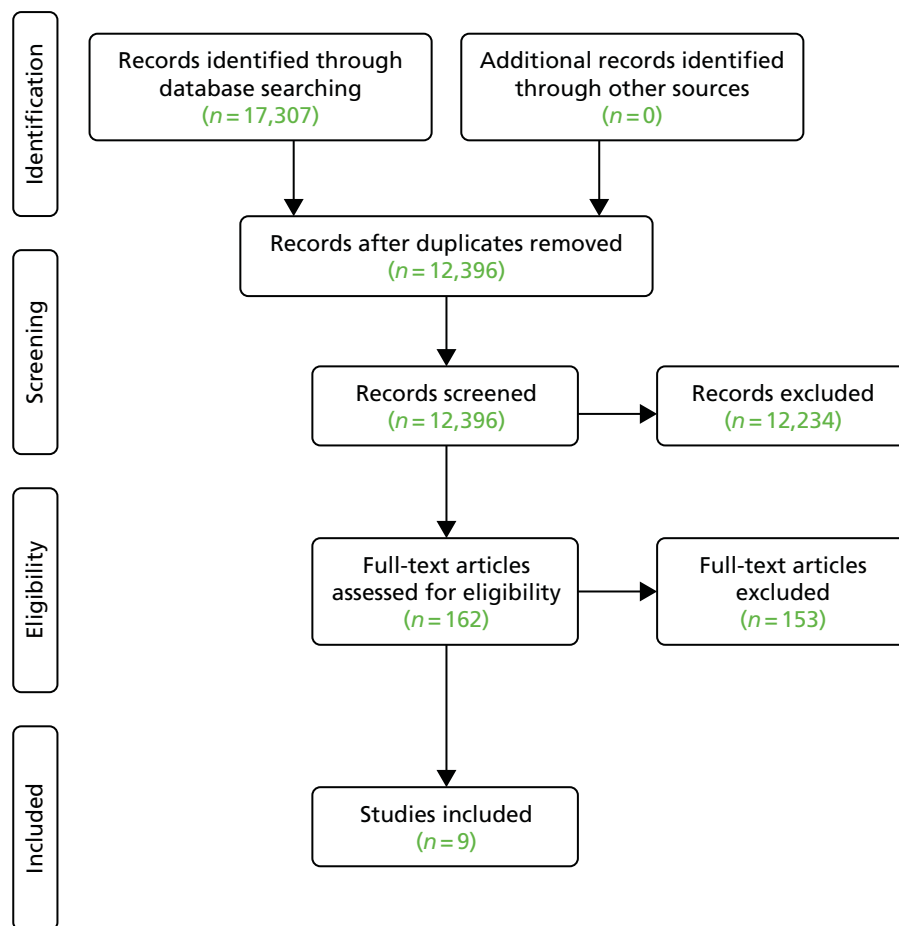 Identification
Records identified through
database searching
(n = 17,307)
Additional records identified
through other sources
(n = 0)
Records after duplicates removed
(n = 12,396)
Screening
Records screened
(n = 12,396)
Records excluded
(n = 12,234)
Eligibility
Full-text articles
assessed for eligibility
(n = 162)
Full-text articles
excluded
(n = 153)
Included
Studies included
(n = 9)